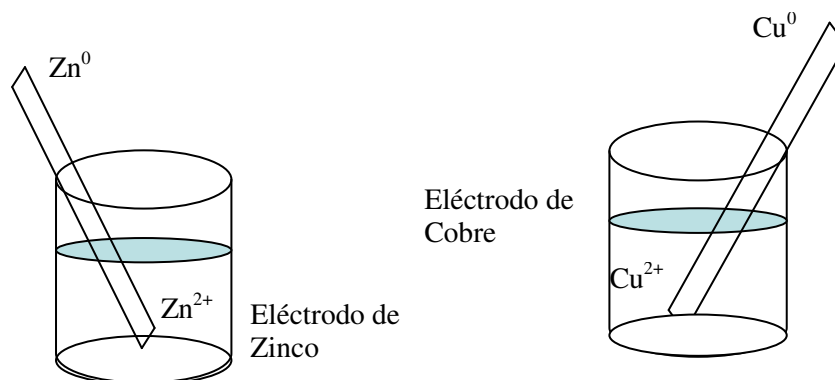 Zn⁰
Zn²⁺
Eléctrodo de
Zinco
Cu⁰
Eléctrodo de
Cobre
Cu²⁺